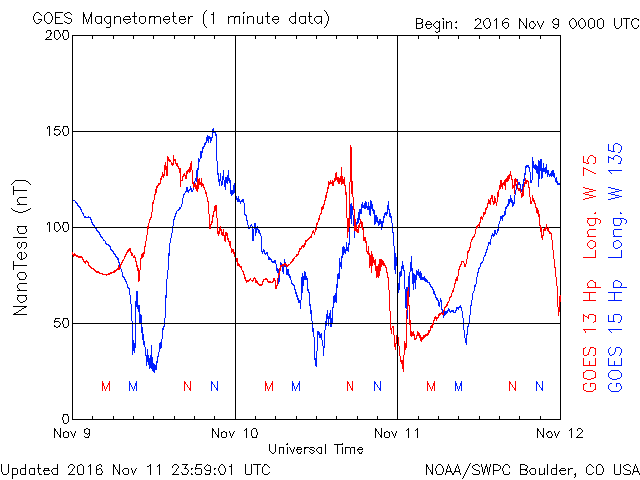 GOES Magnetometer (1 minute data)
Begin: 2016 Nov 9 0000 UTC
200
150
100
50
0
NanoTesla (nT)
M M N N M M N N M M N N
Nov 9 Nov 10 Nov 11 Nov 12
Universal Time
GOES 13 Hp Long. W 75
GOES 15 Hp Long. W 135
Updated 2016 Nov 11 23:59:01 UTC
NOAA/SWPC Boulder, CO USA